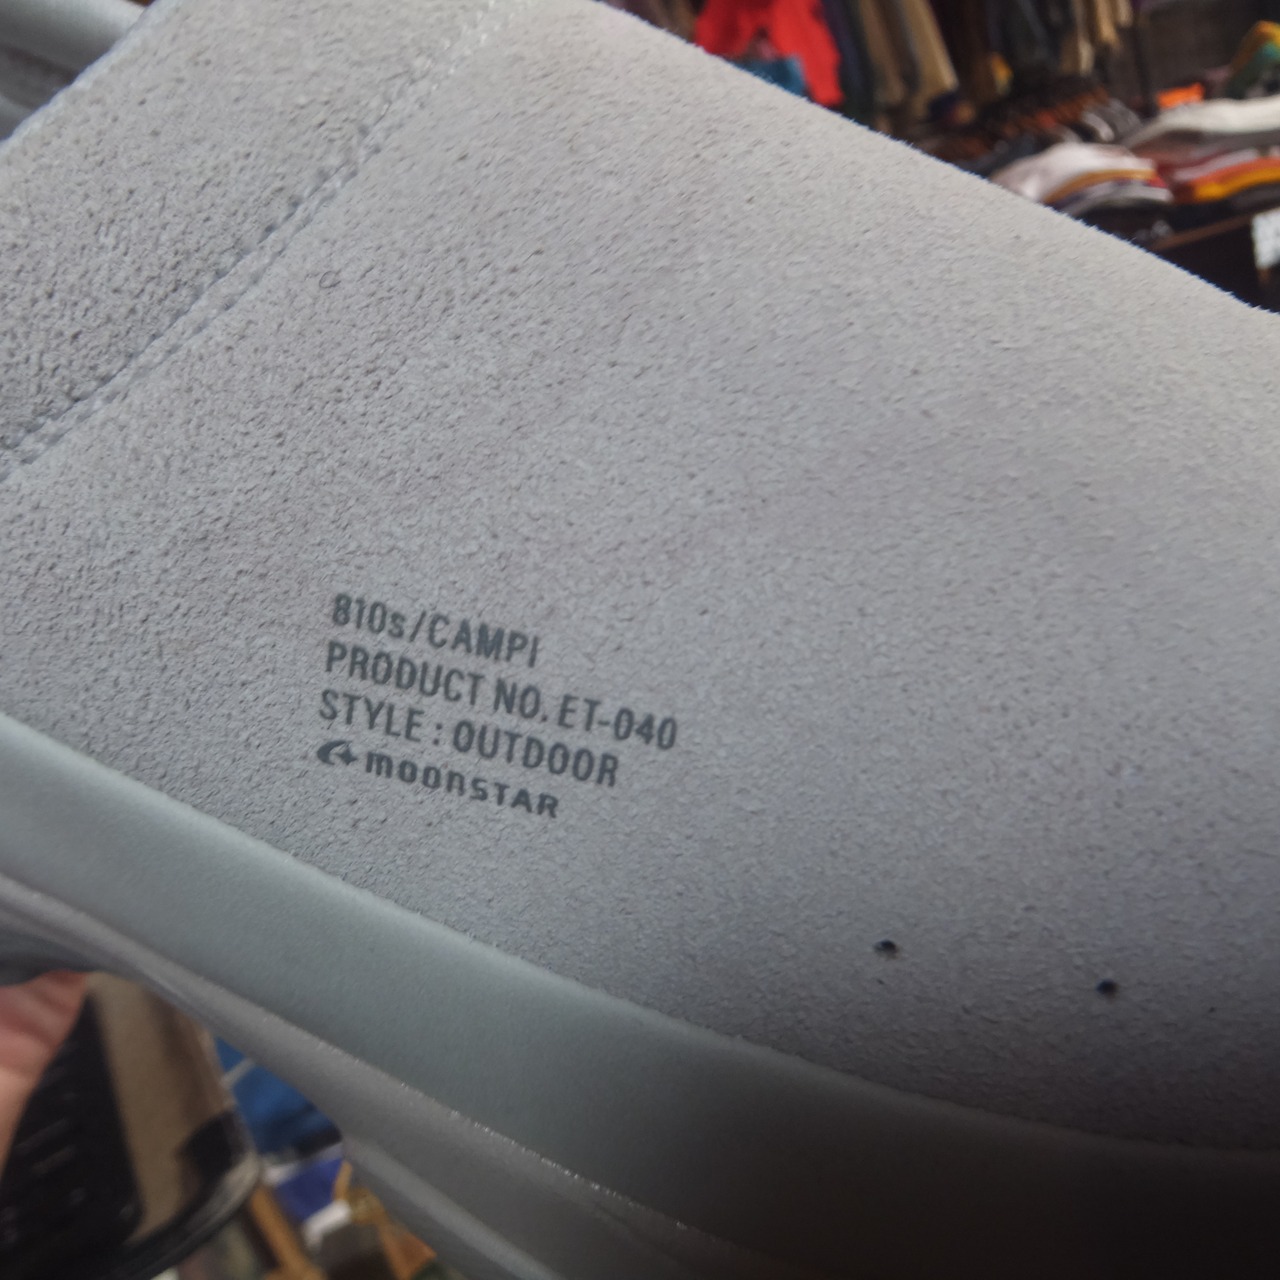 810s/CAMPI
PRODUCT NO. ET-040
STYLE : OUTDOOR
moonSTAR